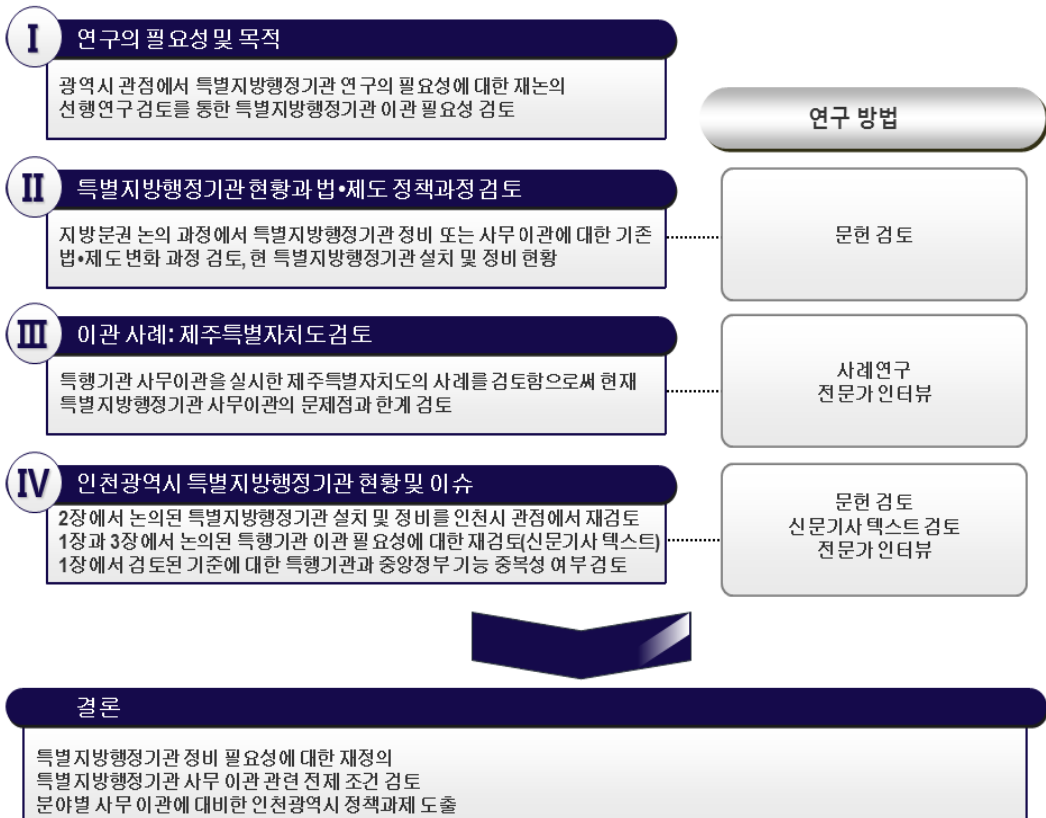 I 연구의 필요성 및 목적
광역시 관점에서 특별지방행정기관 연구의 필요성에 대한 재논의
선행연구 검토를 통한 특별지방행정기관 이관 필요성 검토
연구 방법
II 특별지방행정기관 현황과 법•제도 정책과정 검토
지방분권 논의 과정에서 특별지방행정기관 정비 또는 사무 이관에 대한 기존
법•제도 변화 과정 검토, 현 특별지방행정기관 설치 및 정비 현황
문헌 검토
III 이관 사례: 제주특별자치도 검토
특행기관 사무이관을 실시한 제주특별자치도의 사례를 검토함으로써 현재
특별지방행정기관 사무이관의 문제점과 한계 검토
사례연구
전문가 인터뷰
IV 인천광역시 특별지방행정기관 현황 및 이슈
2장에서 논의된 특별지방행정기관 설치 및 정비를 인천시 관점에서 재검토
1장과 3장에서 논의된 특행기관 이관 필요성에 대한 재검토(신문기사 텍스트)
1장에서 검토된 기준에 대한 특행기관과 중앙정부 기능 중복성 여부 검토
문헌 검토
신문기사 텍스트 검토
전문가 인터뷰
결론
특별지방행정기관 정비 필요성에 대한 재정의
특별지방행정기관 사무 이관 관련 전제 조건 검토
분야별 사무 이관에 대비한 인천광역시 정책과제 도출